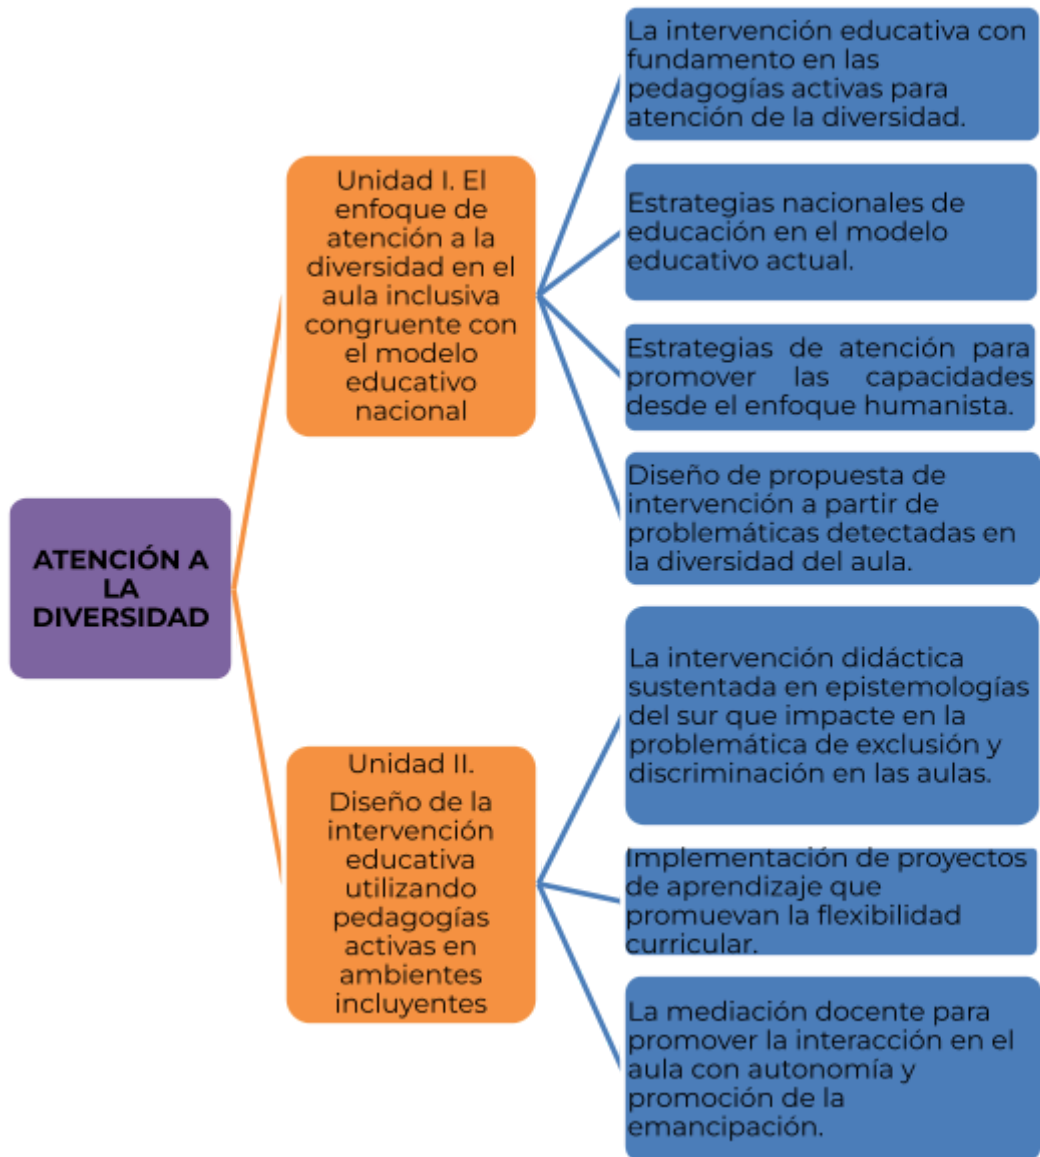 ATENCIÓN A
LA
DIVERSIDAD
Unidad I. El
enfoque de
atención a la
diversidad en el
aula inclusiva
congruente con
el modelo
educativo
nacional
La intervención educativa con
fundamento en las
pedagogías activas para
atención de la diversidad.
Estrategias nacionales de
educación en el modelo
educativo actual.
Estrategias de atención para
promover las capacidades
desde el enfoque humanista.
Diseño de propuesta de
intervención a partir de
problemáticas detectadas en
la diversidad del aula.
Unidad II.
Diseño de la
intervención
educativa
utilizando
pedagogías
activas en
ambientes
incluyentes
La intervención didáctica
sustentada en epistemologías
del sur que impacte en la
problemática de exclusión y
discriminación en las aulas.
Implementación de proyectos
de aprendizaje que
promuevan la flexibilidad
curricular.
La mediación docente para
promover la interacción en el
aula con autonomía y
promoción de la
emancipación.